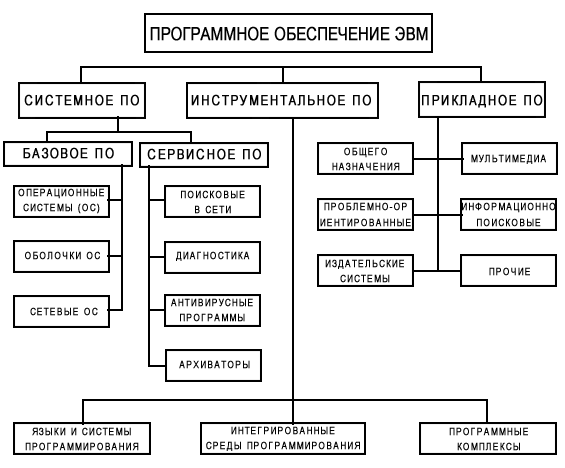 ПРОГРАММНОЕ ОБЕСПЕЧЕНИЕ ЭВМ
СИСТЕМНОЕ ПО
ИНСТРУМЕНТАЛЬНОЕ ПО
ПРИКЛАДНОЕ ПО
БАЗОВОЕ ПО
СЕРВИСНОЕ ПО
ОПЕРАЦИОННЫЕ
СИСТЕМЫ (ОС)
ОБОЛОЧКИ ОС
СЕТЕВЫЕ ОС
ПОИСКОВЫЕ
В СЕТИ
ДИАГНОСТИКА
АНТИВИРУСНЫЕ
ПРОГРАММЫ
АРХИВАТОРЫ
ОБЩЕГО
НАЗНАЧЕНИЯ
ПРОБЛЕМНО-ОР
ИЕНТИРОВАННЫЕ
ИЗДАТЕЛЬСКИЕ
СИСТЕМЫ
МУЛЬТИМЕДИА
ИНФОРМАЦИОННО
ПОИСКОВЫЕ
ПРОЧИЕ
ЯЗЫКИ И СИСТЕМЫ
ПРОГРАММИРОВАНИЯ
ИНТЕГРИРОВАННЫЕ
СРЕДЫ ПРОГРАММИРОВАНИЯ
ПРОГРАММНЫЕ
КОМПЛЕКСЫ